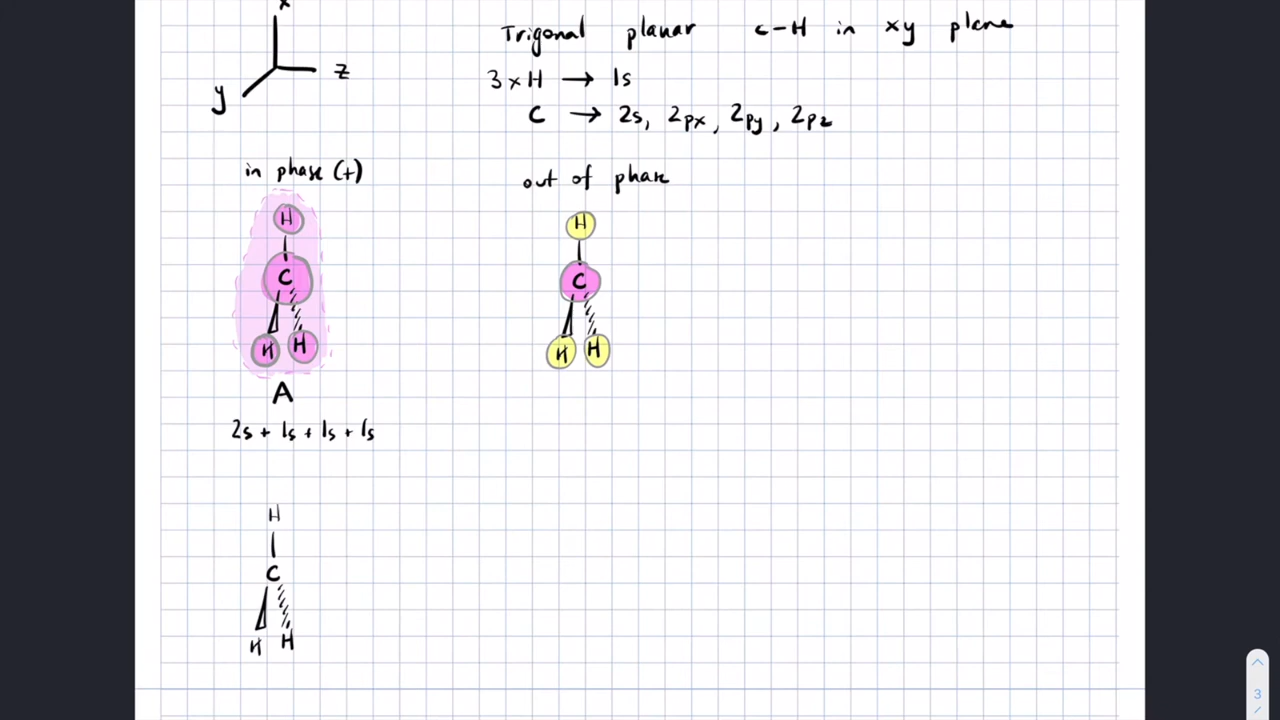 x
z
y
Trigonal planar C-H in xy plane
3 x H → 1s
C → 2s, 2px, 2py, 2pz
in phase (+)
out of phase
H
C
H H
A
2s + 1s + 1s + 1s
H
C
H H
H
C
H H
3